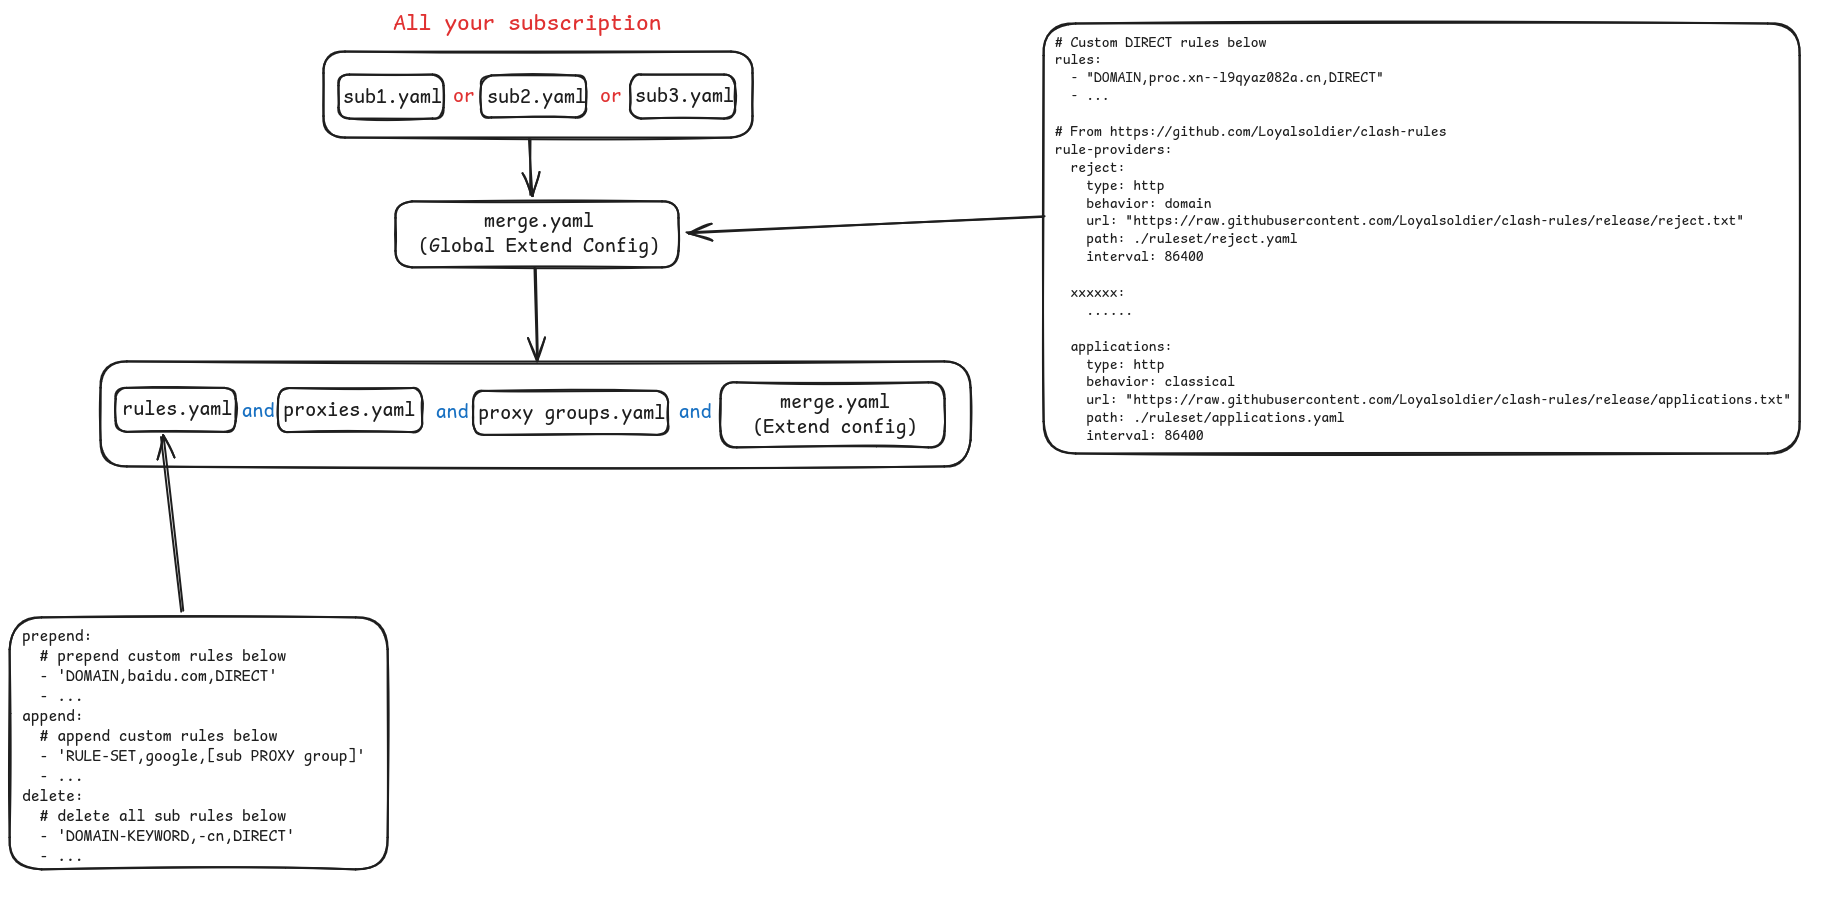 All your subscription
sub1.yaml or sub2.yaml or sub3.yaml
merge.yaml
(Global Extend Config)
rules.yaml and proxies.yaml and proxy groups.yaml and merge.yaml
(Extend config)
# Custom DIRECT rules below
rules:
  - "DOMAIN,proc.xn--l9qyaz082a.cn,DIRECT"
  - ...
# From https://github.com/Loyalsoldier/clash-rules
rule-providers:
  reject:
    type: http
    behavior: domain
    url: "https://raw.githubusercontent.com/Loyalsoldier/clash-rules/release/reject.txt"
    path: ./ruleset/reject.yaml
    interval: 86400
  xxxxxx:
    ......
  applications:
    type: http
    behavior: classical
    url: "https://raw.githubusercontent.com/Loyalsoldier/clash-rules/release/applications.txt"
    path: ./ruleset/applications.yaml
    interval: 86400
prepend:
  # prepend custom rules below
  - 'DOMAIN,baidu.com,DIRECT'
  - ...
append:
  # append custom rules below
  - 'RULE-SET,google,[sub PROXY group]'
  - ...
delete:
  # delete all sub rules below
  - 'DOMAIN-KEYWORD,-cn,DIRECT'
  - ...